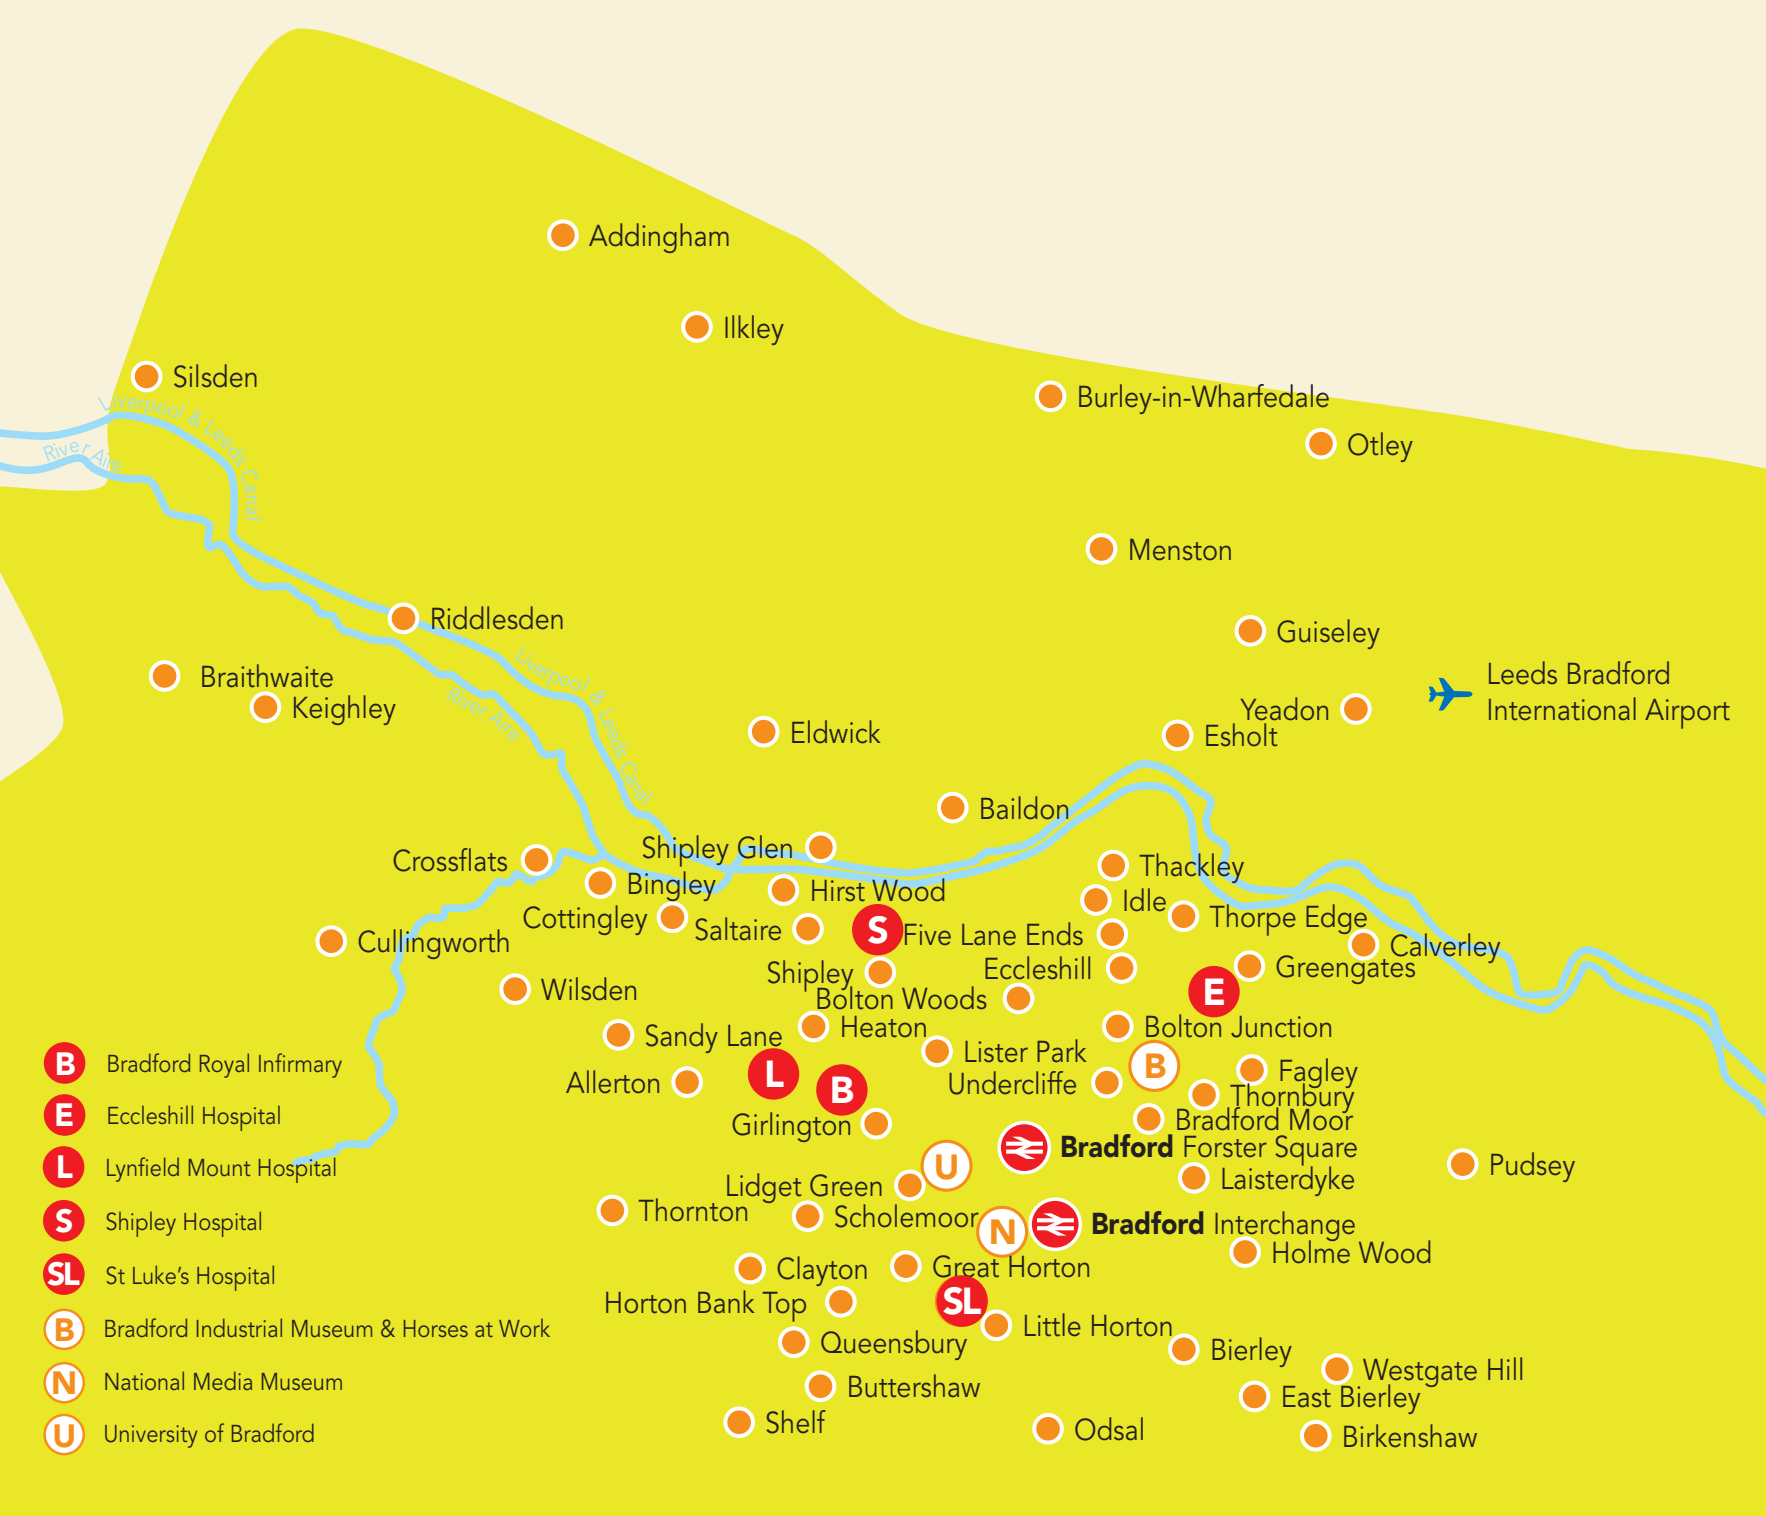 Addingham
Ilkley
Silsden
Burley-in-Wharfedale
Liverpool & Leeds Canal
Otley
River Aire
Menston
Riddlesden
Guiseley
Liverpool & Leeds Canal
Braithwaite
Leeds Bradford
International Airport
Keighley
River Aire
Yeadon
Eldwick
Esholt
Baildon
Shipley Glen
Crossflats
Thackley
Bingley
Hirst Wood
Idle
Cottingley
Thorpe Edge
Saltaire
S
Five Lane Ends
Cullingworth
Calverley
Shipley
Eccleshill
Greengates
Wilsden
Bolton Woods
E
Sandy Lane
Heaton
Bolton Junction
Lister Park
B Bradford Royal Infirmary
Allerton
L
B
Undercliffe
B
Fagley
Thornbury
E Eccleshill Hospital
Girlington
Bradford Moor
Bradford Forster Square
L Lynfield Mount Hospital
U
Pudsey
Lidget Green
Laisterdyke
S Shipley Hospital
Thornton
Scholemoor
N
Bradford Interchange
Holme Wood
SL St Luke's Hospital
Clayton
Great Horton
Horton Bank Top
SL
B Bradford Industrial Museum & Horses at Work
Little Horton
Queensbury
Bierley
N National Media Museum
Westgate Hill
Buttershaw
East Bierley
U University of Bradford
Shelf
Odsal
Birkenshaw